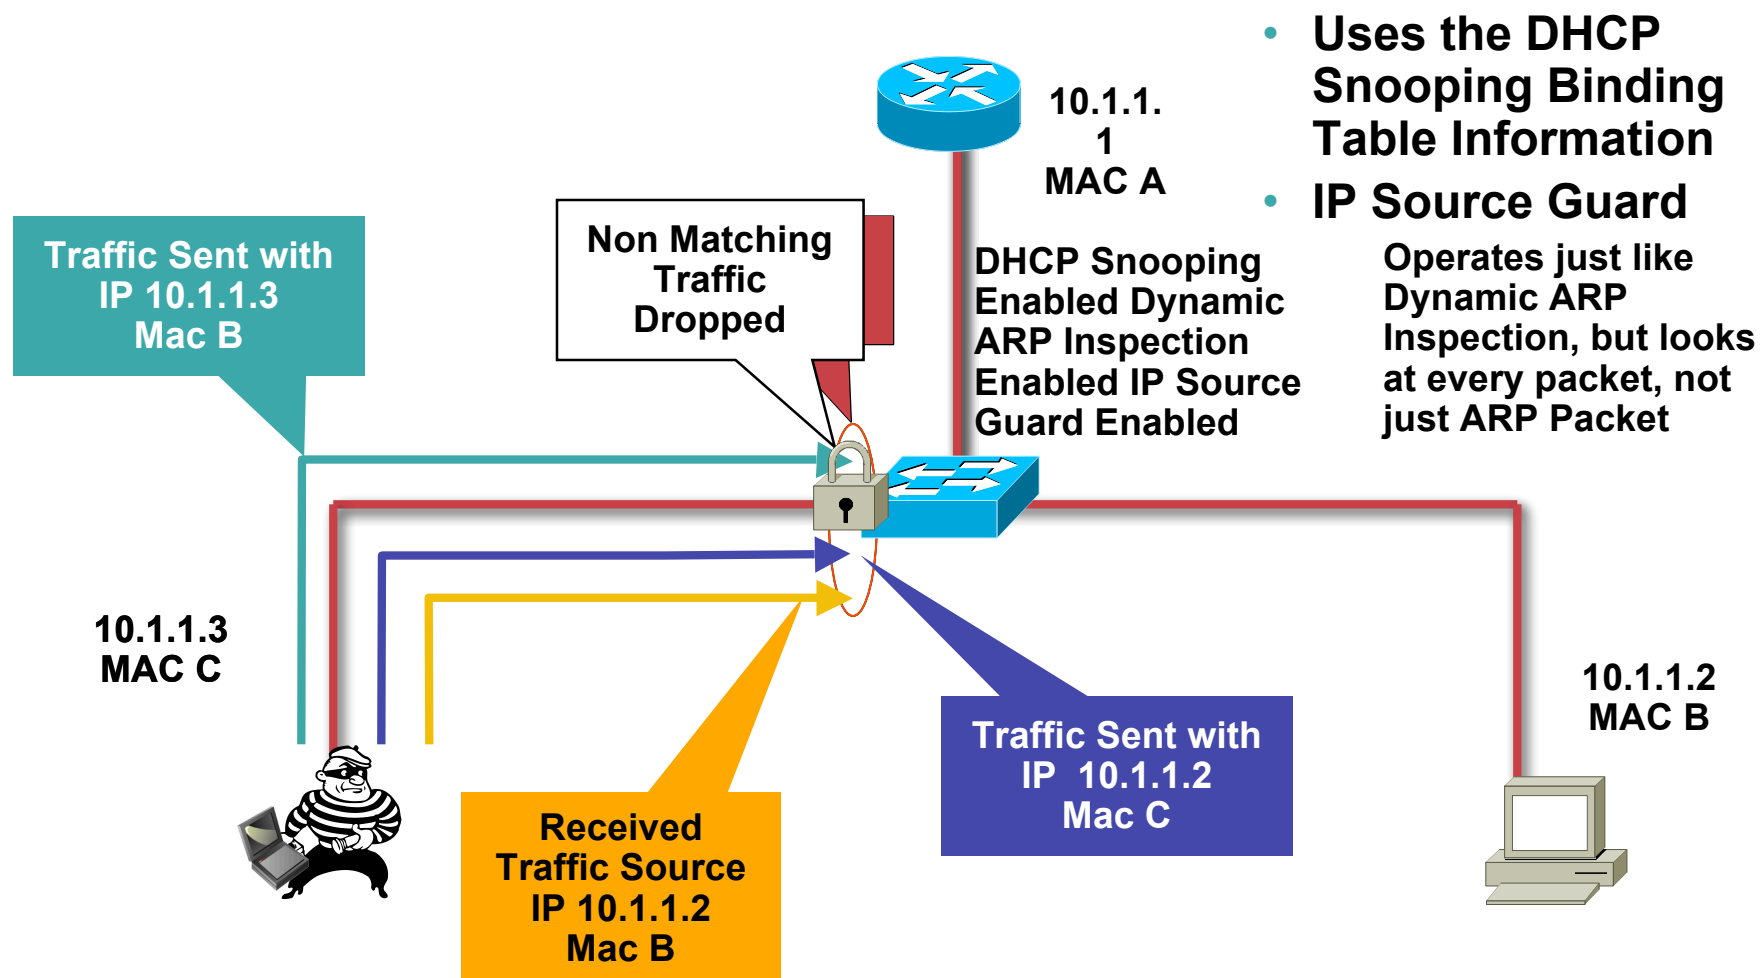 Uses the DHCP
Snooping Binding
Table Information
IP Source Guard
Operates just like
Dynamic ARP
Inspection, but looks
at every packet, not
just ARP Packet
10.1.1.
1
MAC A
DHCP Snooping
Enabled Dynamic
ARP Inspection
Enabled IP Source
Guard Enabled
Non Matching
Traffic
Dropped
Traffic Sent with
IP 10.1.1.3
Mac B
10.1.1.3
MAC C
Received
Traffic Source
IP 10.1.1.2
Mac B
Traffic Sent with
IP 10.1.1.2
Mac C
10.1.1.2
MAC B